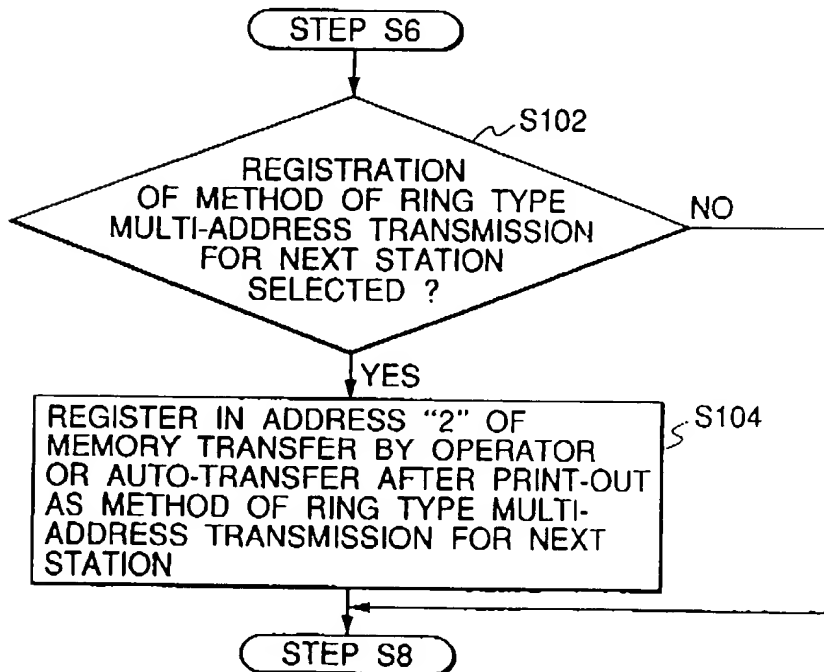 STEP S6
S102
REGISTRATION
OF METHOD OF RING TYPE
MULTI-ADDRESS TRANSMISSION
FOR NEXT STATION
SELECTED ?
NO
YES
S104
REGISTER IN ADDRESS “2” OF
MEMORY TRANSFER BY OPERATOR
OR AUTO-TRANSFER AFTER PRINT-OUT
AS METHOD OF RING TYPE MULTI-
ADDRESS TRANSMISSION FOR NEXT
STATION
STEP S8